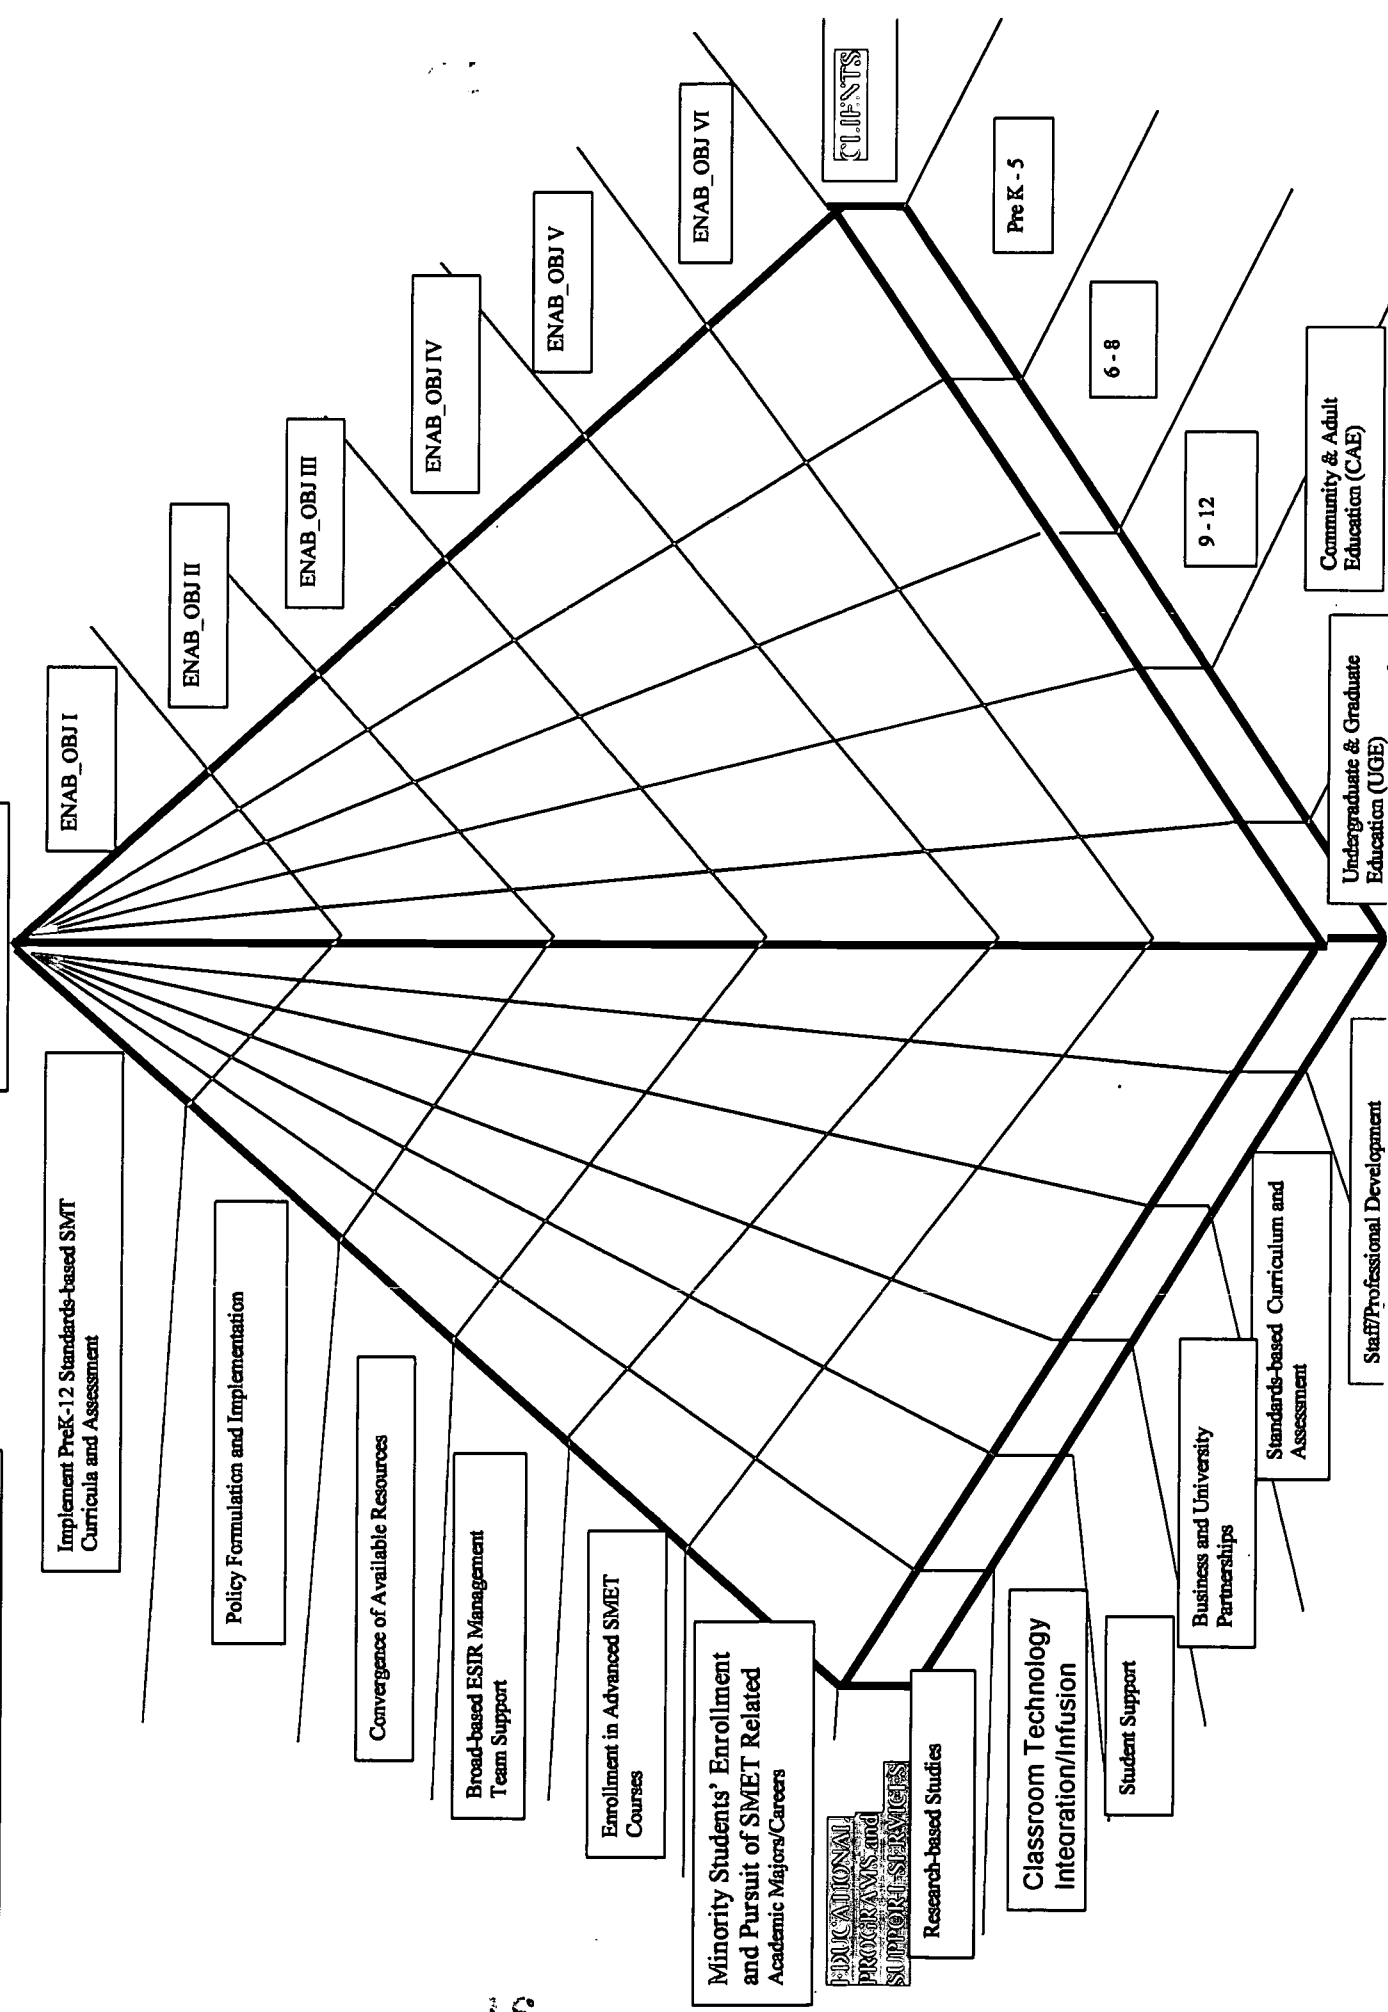 Implement PreK-12 Standards-based SMT
Curricula and Assessment
Policy Formulation and Implementation
Convergence of Available Resources
Broad-based ESIR Management
Team Support
Enrollment in Advanced SMET
Courses
Minority Students' Enrollment
and Pursuit of SMET Related
Academic Majors/Careers
EDUCATIONAL
PROGRAMS and
SUPPORT SERVICES
Research-based Studies
Classroom Technology
Integration/Infusion
Student Support
Business and University
Partnerships
Standards-based Curriculum and
Assessment
Staff/Professional Development
ENAB_OBJ I
ENAB_OBJ II
ENAB_OBJ III
ENAB_OBJ IV
ENAB_OBJ V
ENAB_OBJ VI
CLIENTS
Pre K - 5
6 - 8
9 - 12
Community & Adult
Education (CAE)
Undergraduate & Graduate
Education (UGE)